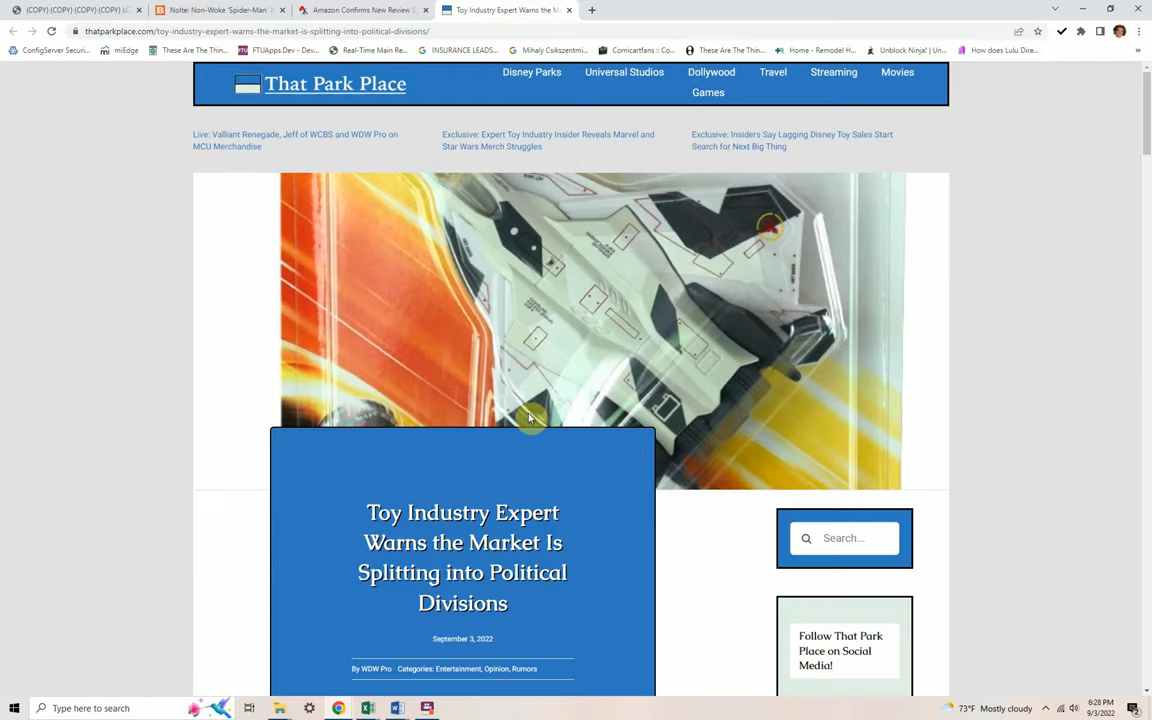 (COPY) (COPY) (COPY) (COPY) LO
Nolte: Non-Woke 'Spider-Man' &
Amazon Confirms New Review S
Toy Industry Expert Warns the M
thatparkplace.com/toy-industry-expert-warns-the-market-is-splitting-into-political-divisions/
ConfigServer Securi...
miEdge
These Are The Thin...
FTUApps.Dev - Dow...
Real-Time Main Re...
INSURANCE LEADS...
Mihaly Csikszentmi...
Comicartfans :: Co...
These Are The Thin...
Home - Remodel H...
Unblock Ninja! | Un...
How does Lulu Dire...
That Park Place
Disney Parks
Universal Studios
Dollywood
Travel
Streaming
Movies
Games
Live: Valliant Renegade, Jeff of WCBS and WDW Pro on
MCU Merchandise
Exclusive: Expert Toy Industry Insider Reveals Marvel and
Star Wars Merch Struggles
Exclusive: Insiders Say Lagging Disney Toy Sales Start
Search for Next Big Thing
Toy Industry Expert
Warns the Market Is
Splitting into Political
Divisions
September 3, 2022
By WDW Pro Categories: Entertainment, Opinion, Rumors
Search...
Follow That Park
Place on Social
Media!
Type here to search
73°F Mostly cloudy
6:28 PM
9/3/2022
2